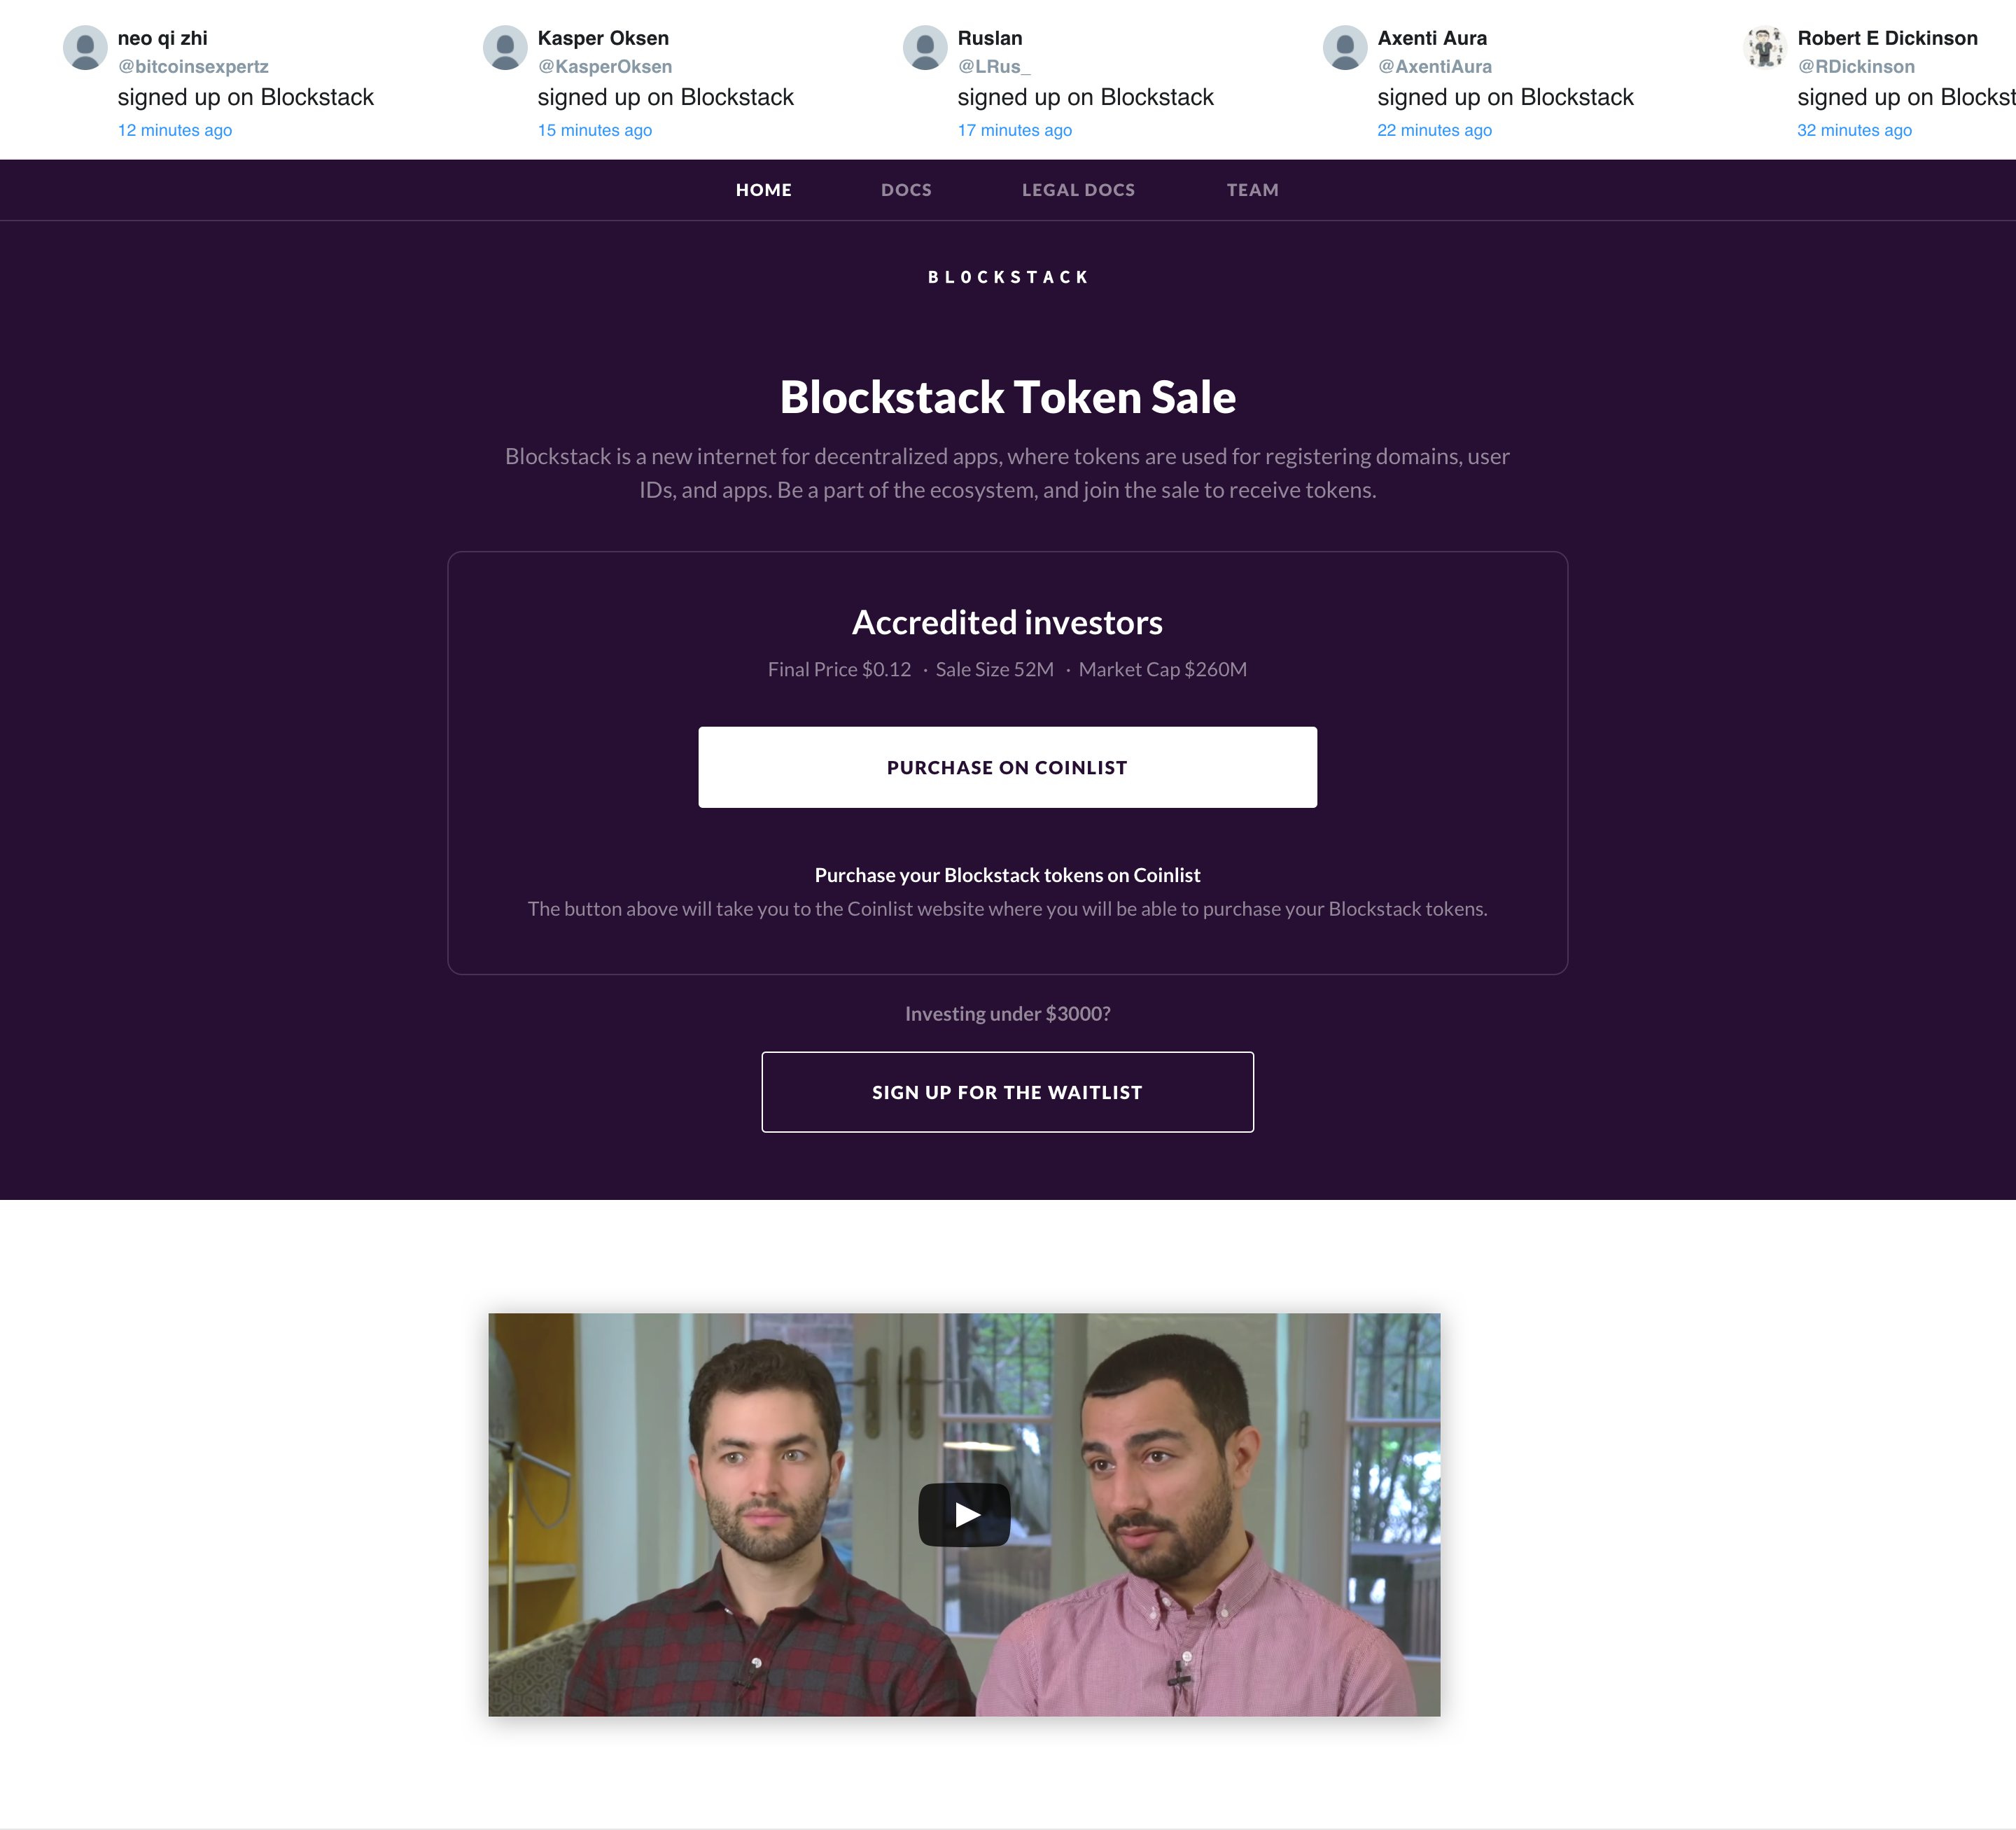 neo qi zhi
@bitcoinsexpertz
signed up on Blockstack
12 minutes ago
Kasper Oksen
@KasperOksen
signed up on Blockstack
15 minutes ago
Ruslan
@LRus_
signed up on Blockstack
17 minutes ago
Axenti Aura
@AxentiAura
signed up on Blockstack
22 minutes ago
Robert E Dickinson
@RDickinson
signed up on Blockst
32 minutes ago
HOME DOCS LEGAL DOCS TEAM
BLOCKSTACK
Blockstack Token Sale
Blockstack is a new internet for decentralized apps, where tokens are used for registering domains, user
IDs, and apps. Be a part of the ecosystem, and join the sale to receive tokens.
Accredited investors
Final Price $0.12 · Sale Size 52M · Market Cap $260M
PURCHASE ON COINLIST
Purchase your Blockstack tokens on Coinlist
The button above will take you to the Coinlist website where you will be able to purchase your Blockstack tokens.
Investing under $3000?
SIGN UP FOR THE WAITLIST